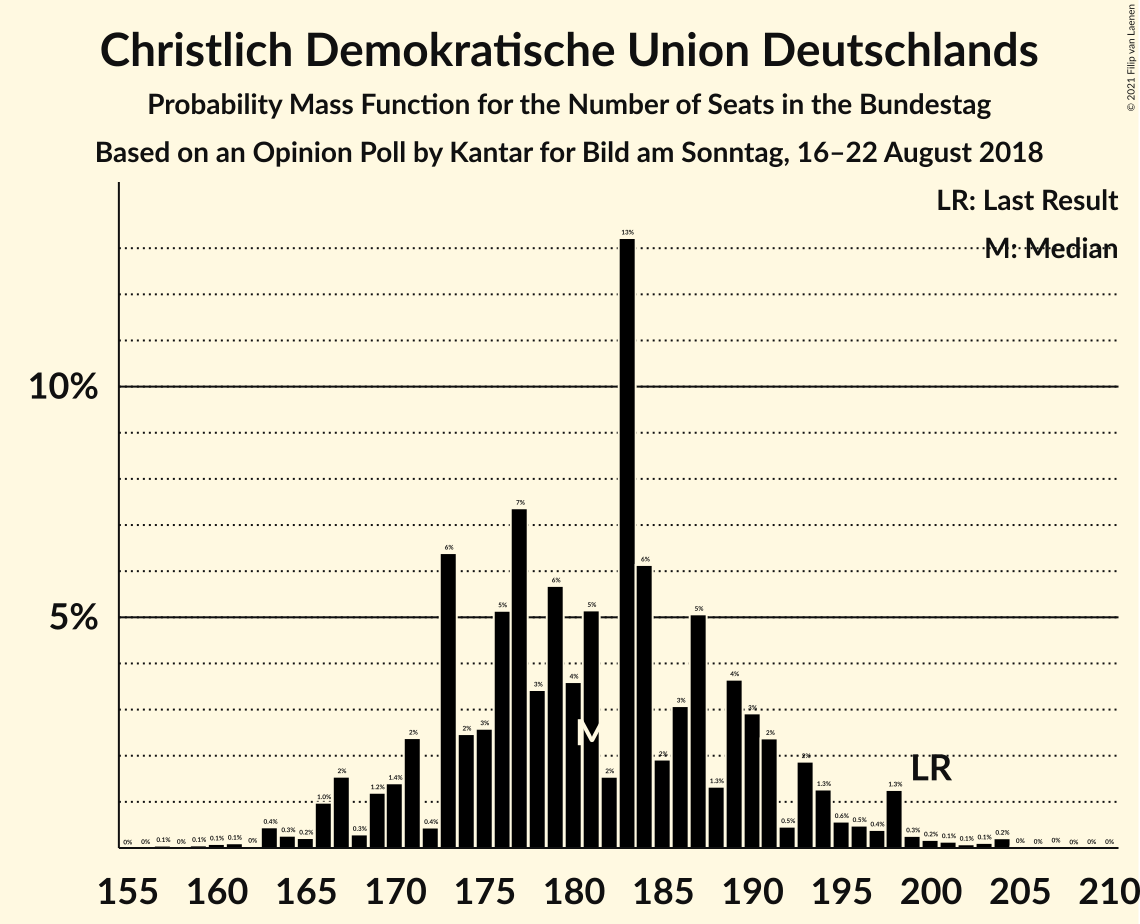 Christlich Demokratische Union Deutschlands
Probability Mass Function for the Number of Seats in the Bundestag
Based on an Opinion Poll by Kantar for Bild am Sonntag, 16–22 August 2018
© 2021 Filip van Laenen
LR: Last Result
M: Median
10%
5%
0% 0% 0.1% 0% 0.1% 0.1% 0.1% 0% 0.4% 0.3% 0.2% 1.0% 2% 0.3% 1.2% 1.4% 2% 0.4% 6% 2% 3% 5% 7% 3% 6% 4% 5% 2% 13% 6% 2% 3% 5% 1.3% 4% 3% 2% 0.5% 2% 1.3% 0.6% 0.5% 0.4% 1.3% 0.3% 0.2% 0.1% 0.1% 0.1% 0.2% 0% 0% 0% 0% 0% 0%
M
LR
155 160 165 170 175 180 185 190 195 200 205 210